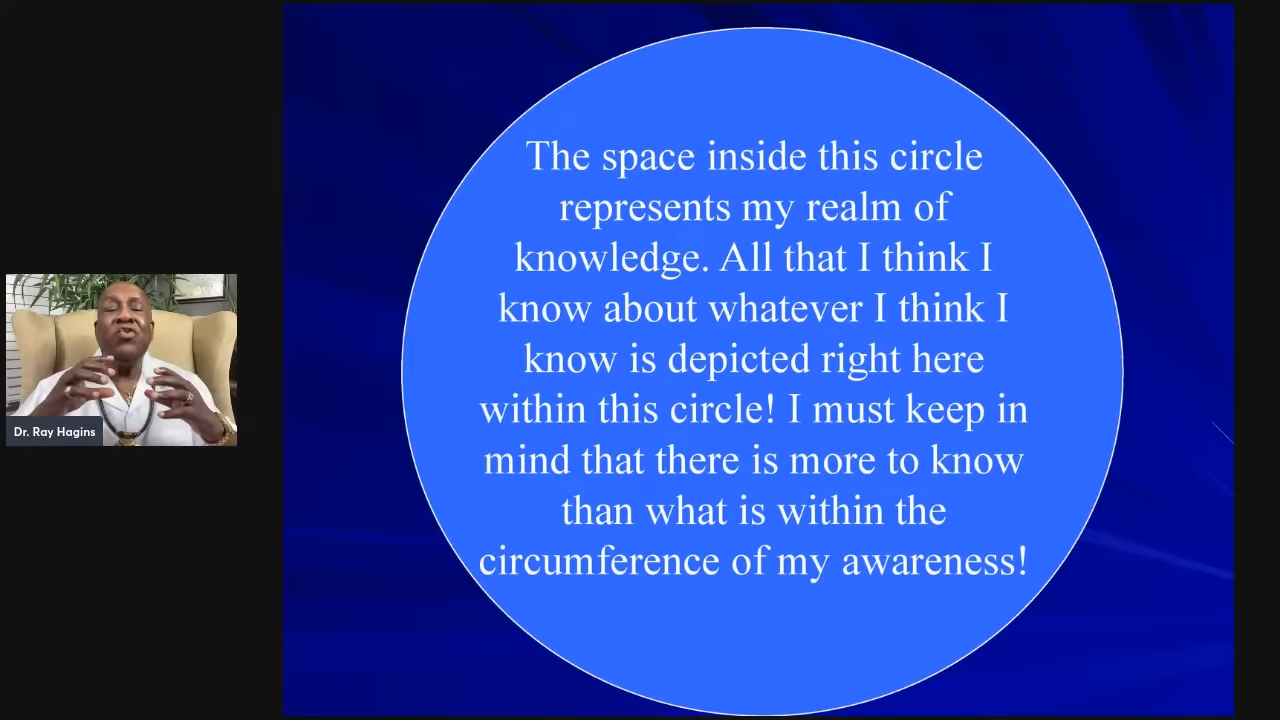 The space inside this circle
represents my realm of
knowledge. All that I think I
know about whatever I think I
know is depicted right here
within this circle! I must keep in
mind that there is more to know
than what is within the
circumference of my awareness!
Dr. Ray Hagins